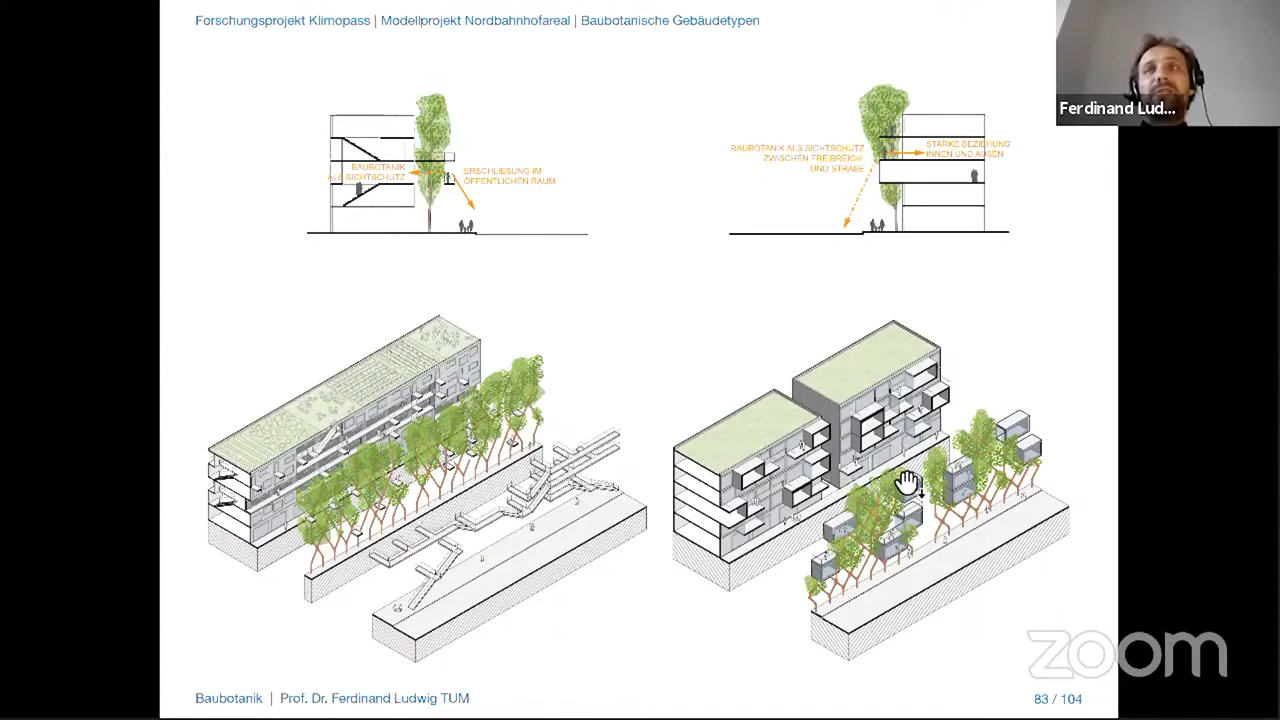 Forschungsprojekt Klimopass | Modellprojekt Nordbahnhofareal | Baubotanische Gebäudetypen
Ferdinand Lud...
BAUBOTANIK
ALS SICHTSCHUTZ
ERSCHLIEßUNG IM
ÖFFENTLICHEN RAUM
BAUBOTANIK ALS SICHTSCHUTZ
ZWISCHEN FREIBREICH
UND STRAßE
STARKE BEZIEHUNG
INNEN UND AUßEN
zoom
Baubotanik | Prof. Dr. Ferdinand Ludwig TUM
83 / 104